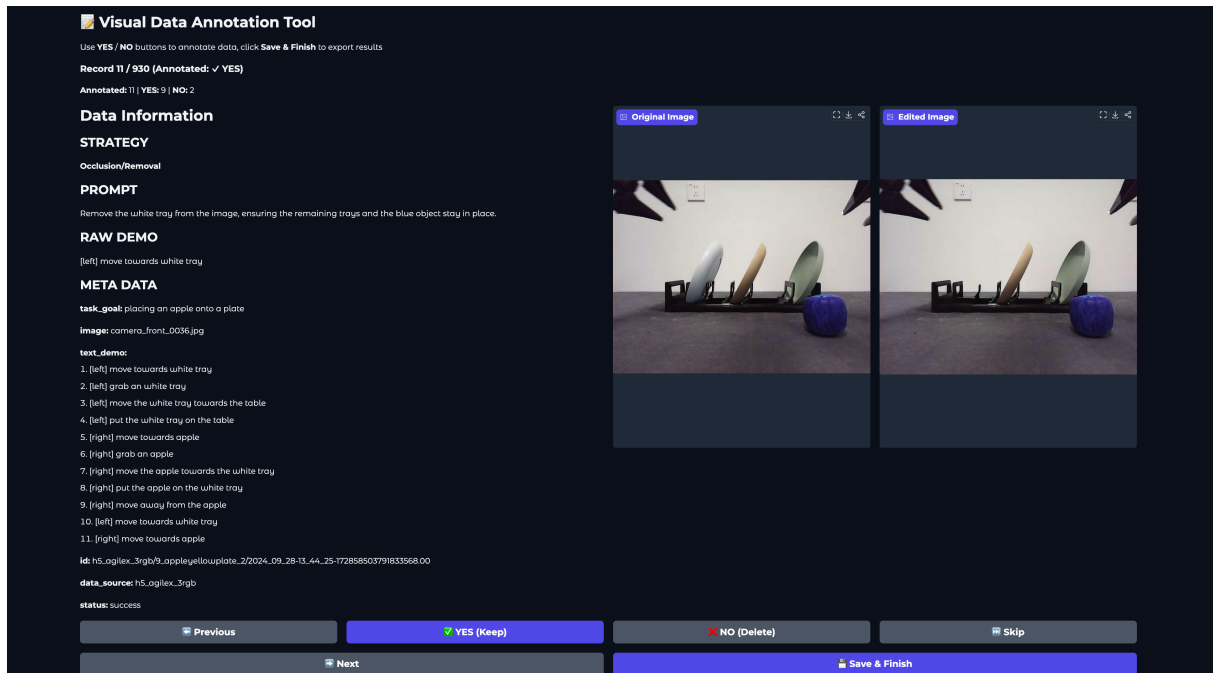 📝 Visual Data Annotation Tool
Use YES / NO buttons to annotate data, click Save & Finish to export results
Record 11 / 930 (Annotated: ✓ YES)
Annotated: 11 | YES: 9 | NO: 2
Data Information
STRATEGY
Occlusion/Removal
PROMPT
Remove the white tray from the image, ensuring the remaining trays and the blue object stay in place.
RAW DEMO
[left] move towards white tray
META DATA
task_goal: placing an apple onto a plate
image: camera_front_0036.jpg
text_demo:
1. [left] move towards white tray
2. [left] grab an white tray
3. [left] move the white tray towards the table
4. [left] put the white tray on the table
5. [right] move towards apple
6. [right] grab an apple
7. [right] move the apple towards the white tray
8. [right] put the apple on the white tray
9. [right] move away from the apple
10. [left] move towards white tray
11. [right] move towards apple
id: h5_agilex_3rgb/9_appleyellowplate_2/2024_09_28-13_44_25-172858503791833568.00
data_source: h5_agilex_3rgb
status: success
Original Image
Edited Image
Previous
YES (Keep)
NO (Delete)
Skip
Next
Save & Finish